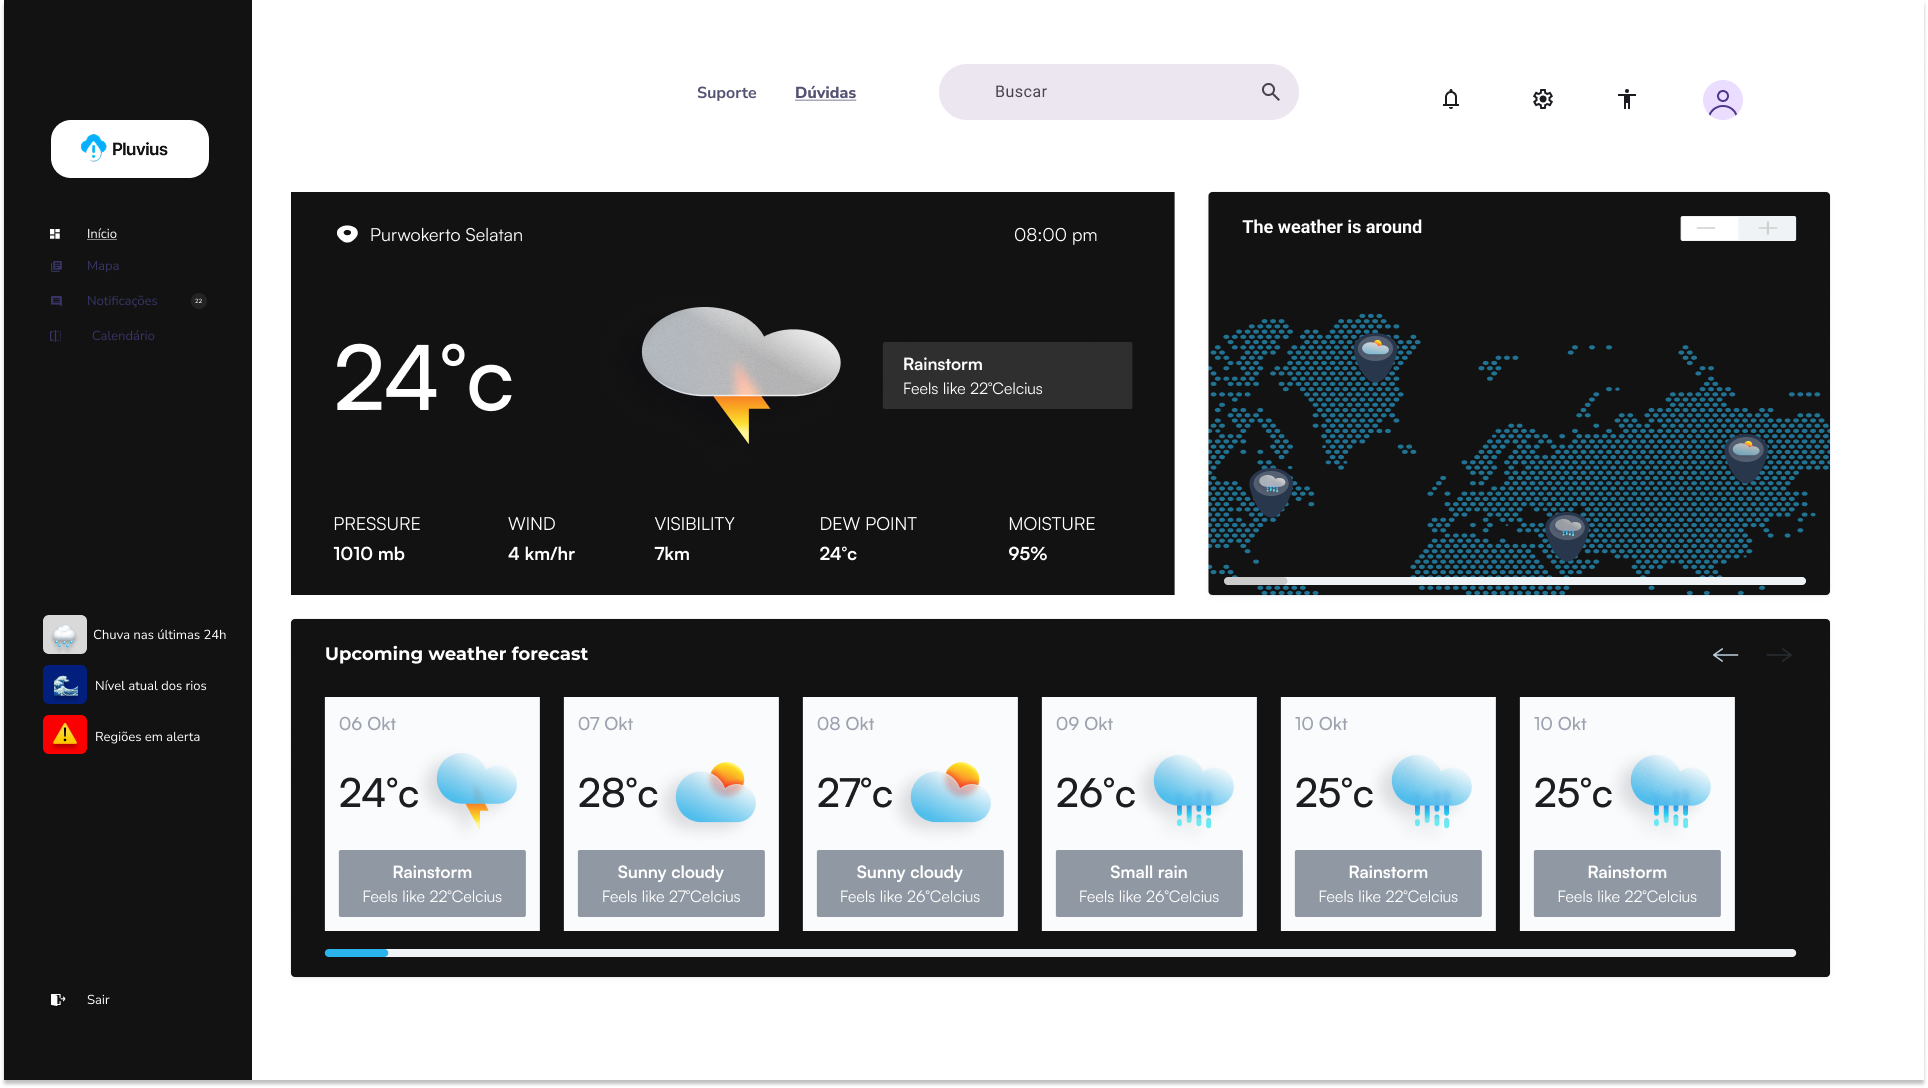 Pluvius
Início
Mapa
Notificações 22
Calendário
Chuva nas últimas 24h
Nível atual dos rios
Regiões em alerta
Sair
Suporte Dúvidas Buscar
Purwokerto Selatan 08:00 pm
24°c
Rainstorm
Feels like 22°Celcius
PRESSURE WIND VISIBILITY DEW POINT MOISTURE
1010 mb 4 km/hr 7km 24°c 95%
The weather is around
Upcoming weather forecast
06 Okt 07 Okt 08 Okt 09 Okt 10 Okt 10 Okt
24°c 28°c 27°c 26°c 25°c 25°c
Rainstorm Sunny cloudy Sunny cloudy Small rain Rainstorm Rainstorm
Feels like 22°Celcius Feels like 27°Celcius Feels like 26°Celcius Feels like 26°Celcius Feels like 22°Celcius Feels like 22°Celcius